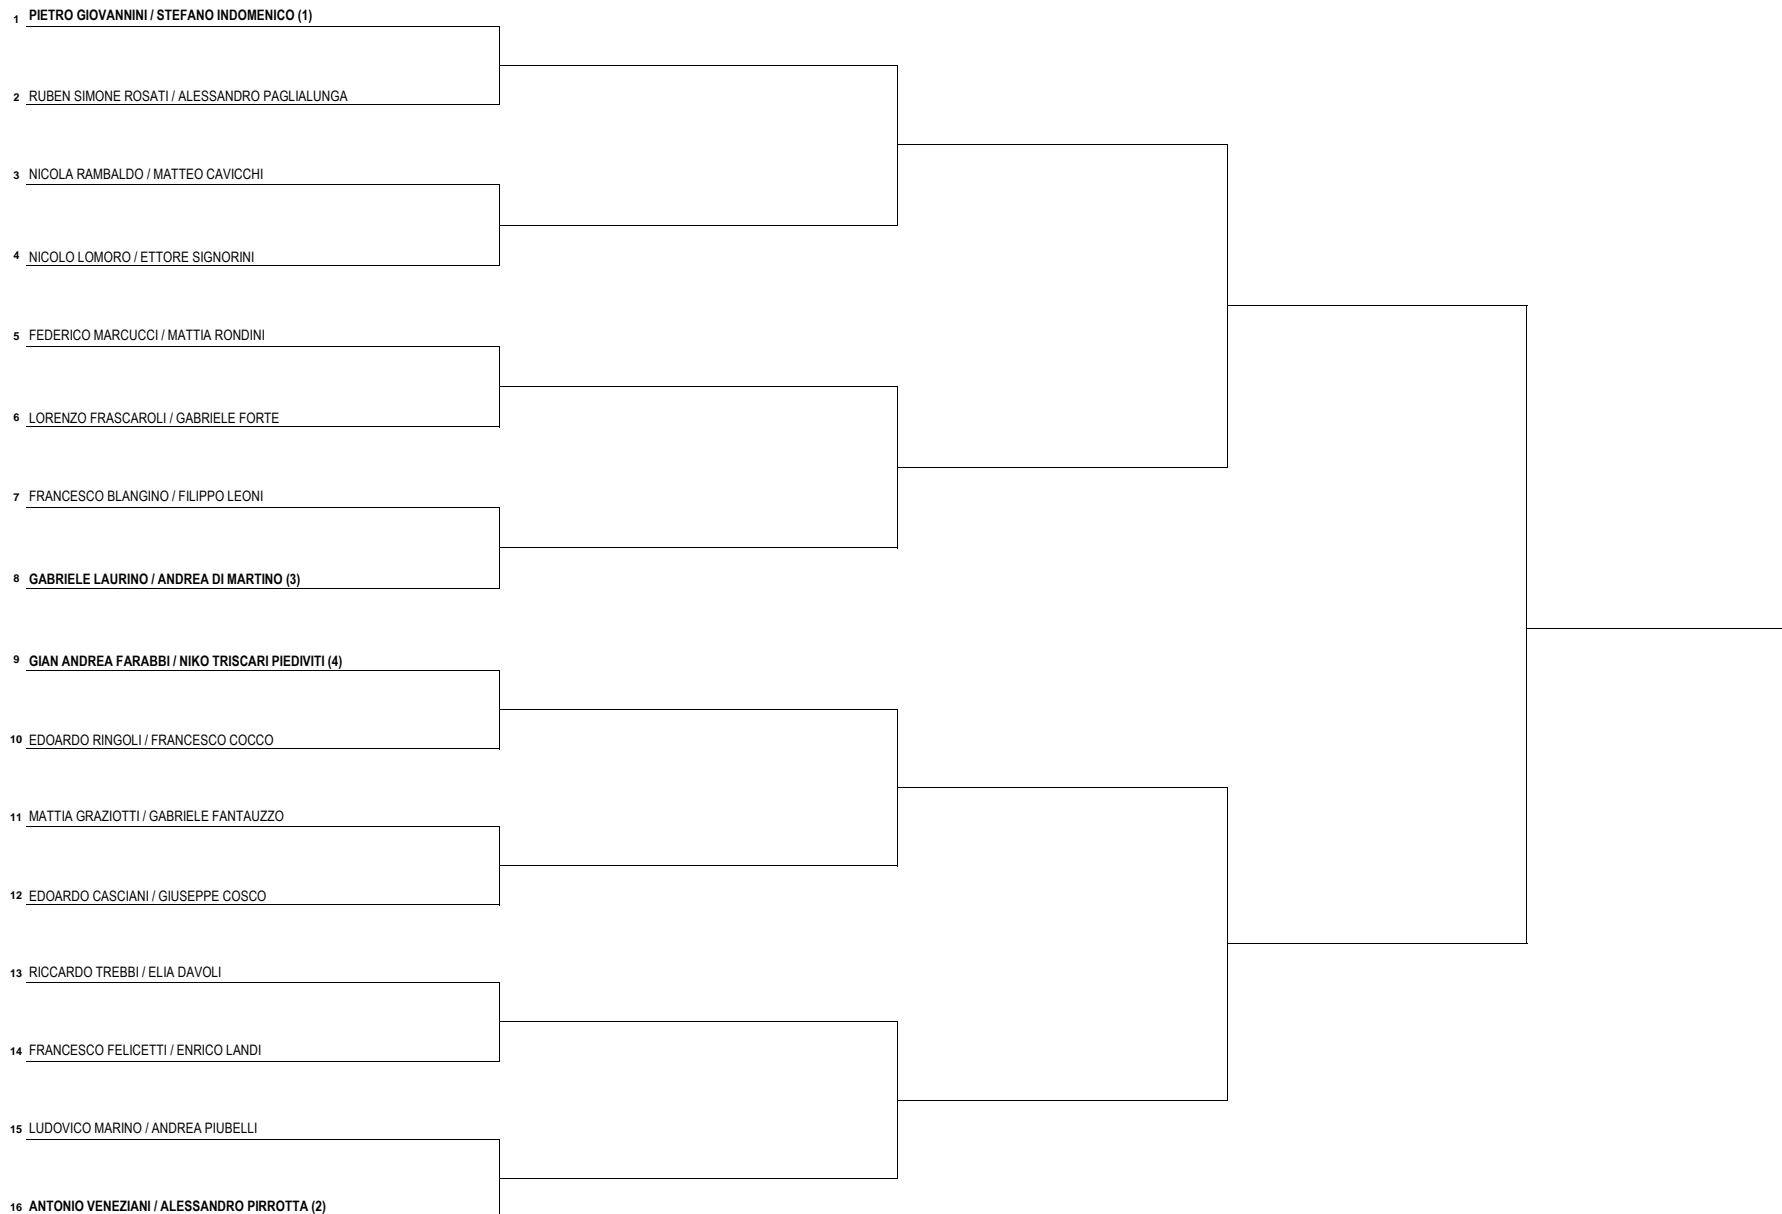 1 PIETRO GIOVANNINI / STEFANO INDOMENICO (1)
2 RUBEN SIMONE ROSATI / ALESSANDRO PAGLIALUNGA
3 NICOLA RAMBALDO / MATTEO CAVICCHI
4 NICOLO LOMORO / ETTORE SIGNORINI
5 FEDERICO MARCUCCI / MATTIA RONDINI
6 LORENZO FRASCAROLI / GABRIELE FORTE
7 FRANCESCO BLANGINO / FILIPPO LEONI
8 GABRIELE LAURINO / ANDREA DI MARTINO (3)
9 GIAN ANDREA FARABBI / NIKO TRISCARI PIEDIVITI (4)
10 EDOARDO RINGOLI / FRANCESCO COCCO
11 MATTIA GRAZIOTTI / GABRIELE FANTAUZZO
12 EDOARDO CASCIANI / GIUSEPPE COSCO
13 RICCARDO TREBBI / ELIA DAVOLI
14 FRANCESCO FELICETTI / ENRICO LANDI
15 LUDOVICO MARINO / ANDREA PIUBELLI
16 ANTONIO VENEZIANI / ALESSANDRO PIRROTTA (2)